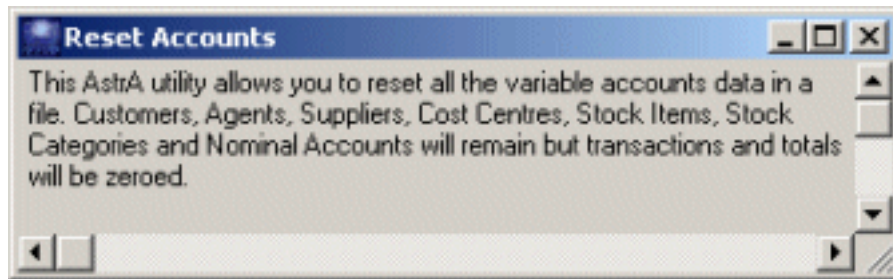 Reset Accounts
This AstrA utility allows you to reset all the variable accounts data in a
file. Customers, Agents, Suppliers, Cost Centres, Stock Items, Stock
Categories and Nominal Accounts will remain but transactions and totals
will be zeroed.